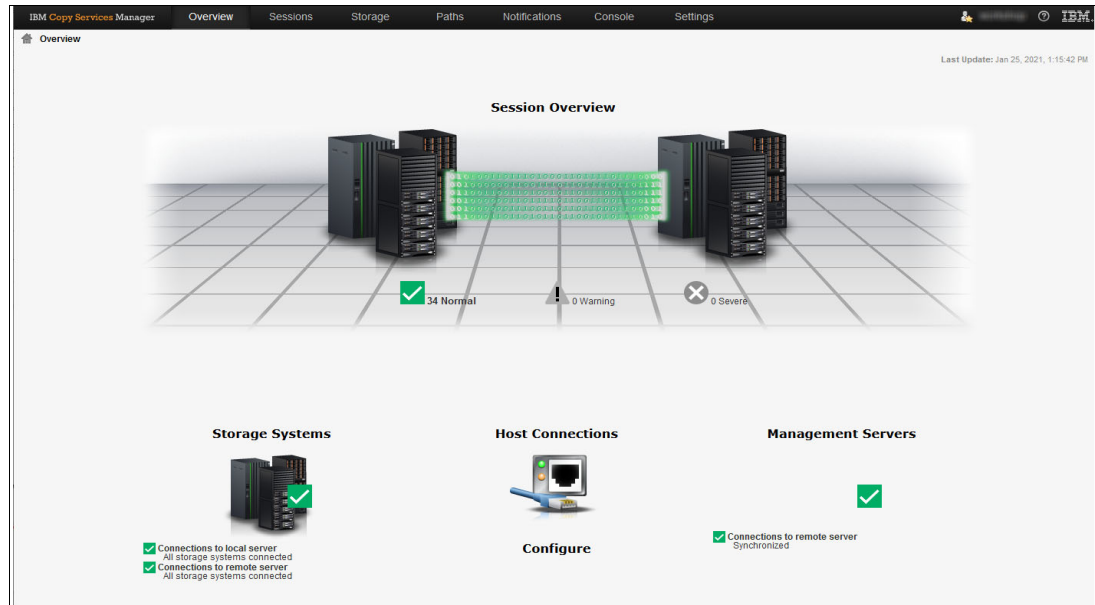 IBM Copy Services Manager Overview Sessions Storage Paths Notifications Console Settings IBM.
Overview
Last Update: Jan 25, 2021, 1:15:42 PM
Session Overview
34 Normal 0 Warning 0 Severe
Storage Systems Host Connections Management Servers
Connections to local server
All storage systems connected
Connections to remote server
All storage systems connected
Configure
Connections to remote server
Synchronized